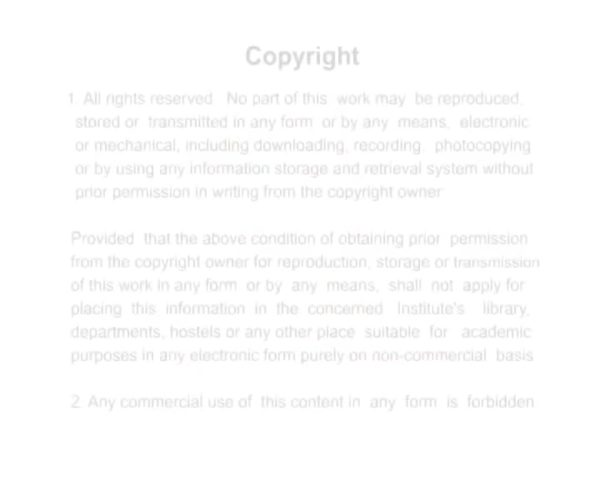 Copyright
1. All rights reserved. No part of this work may be reproduced,
stored or transmitted in any form or by any means, electronic
or mechanical, including downloading, recording, photocopying
or by using any information storage and retrieval system without
prior permission in writing from the copyright owner.
Provided that the above condition of obtaining prior permission
from the copyright owner for reproduction, storage or transmission
of this work in any form or by any means, shall not apply for
placing this information in the concerned Institute's library,
departments, hostels or any other place suitable for academic
purposes in any electronic form purely on non-commercial basis.
2. Any commercial use of this content in any form is forbidden.